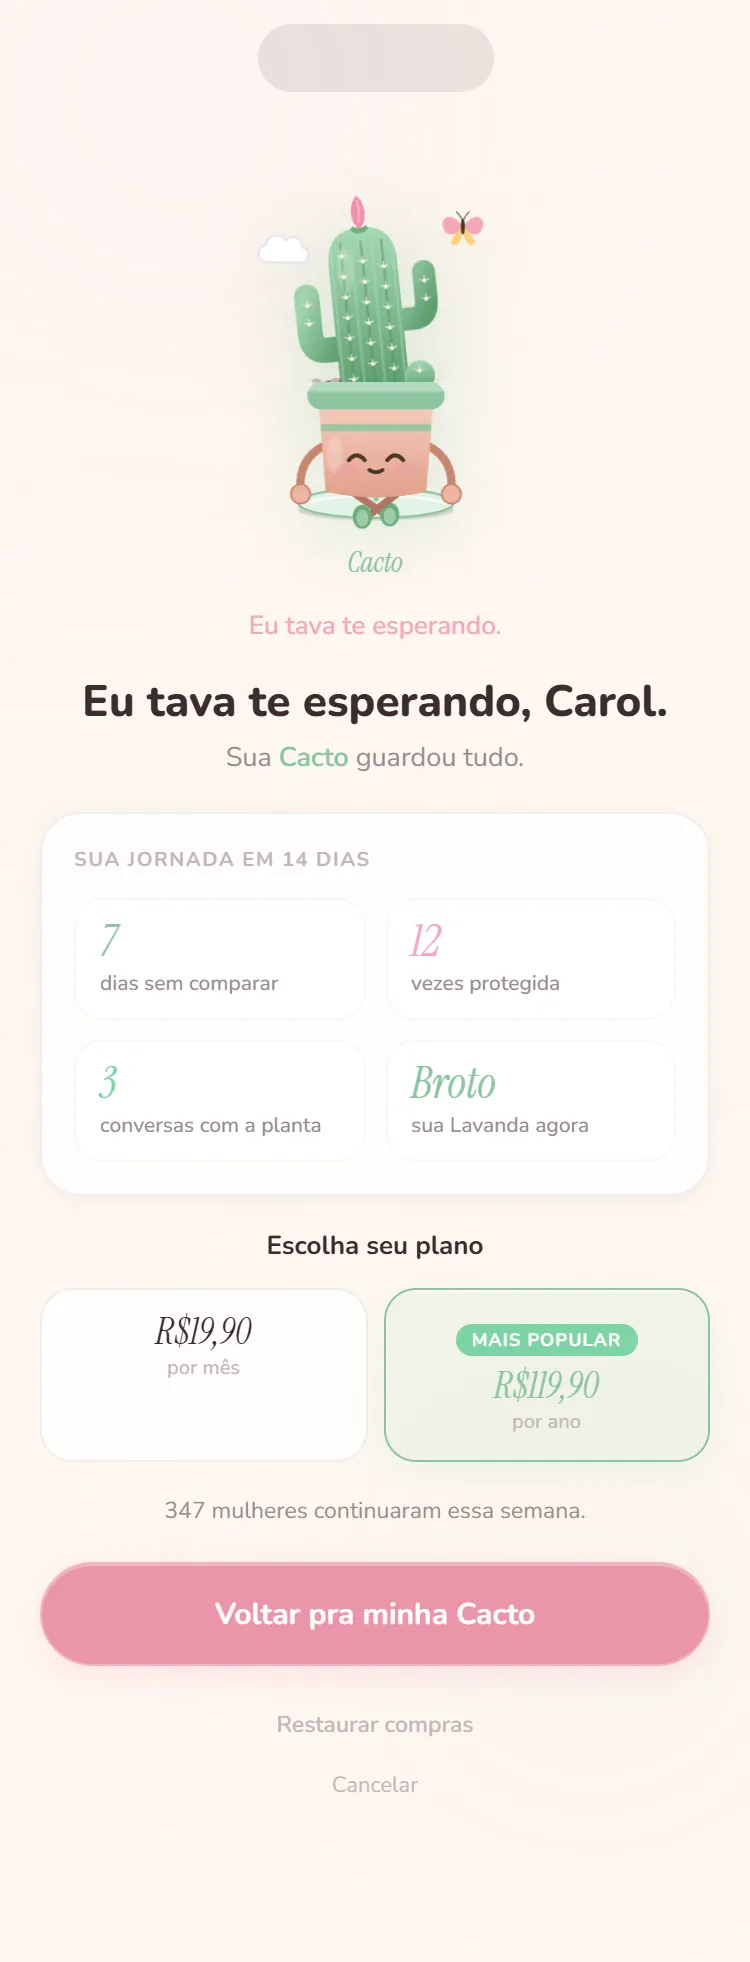 Cacto
Eu tava te esperando.
Eu tava te esperando, Carol.
Sua Cacto guardou tudo.
SUA JORNADA EM 14 DIAS
7
dias sem comparar
12
vezes protegida
3
conversas com a planta
Broto
sua Lavanda agora
Escolha seu plano
R$19,90
por mês
MAIS POPULAR
R$119,90
por ano
347 mulheres continuaram essa semana.
Voltar pra minha Cacto
Restaurar compras
Cancelar